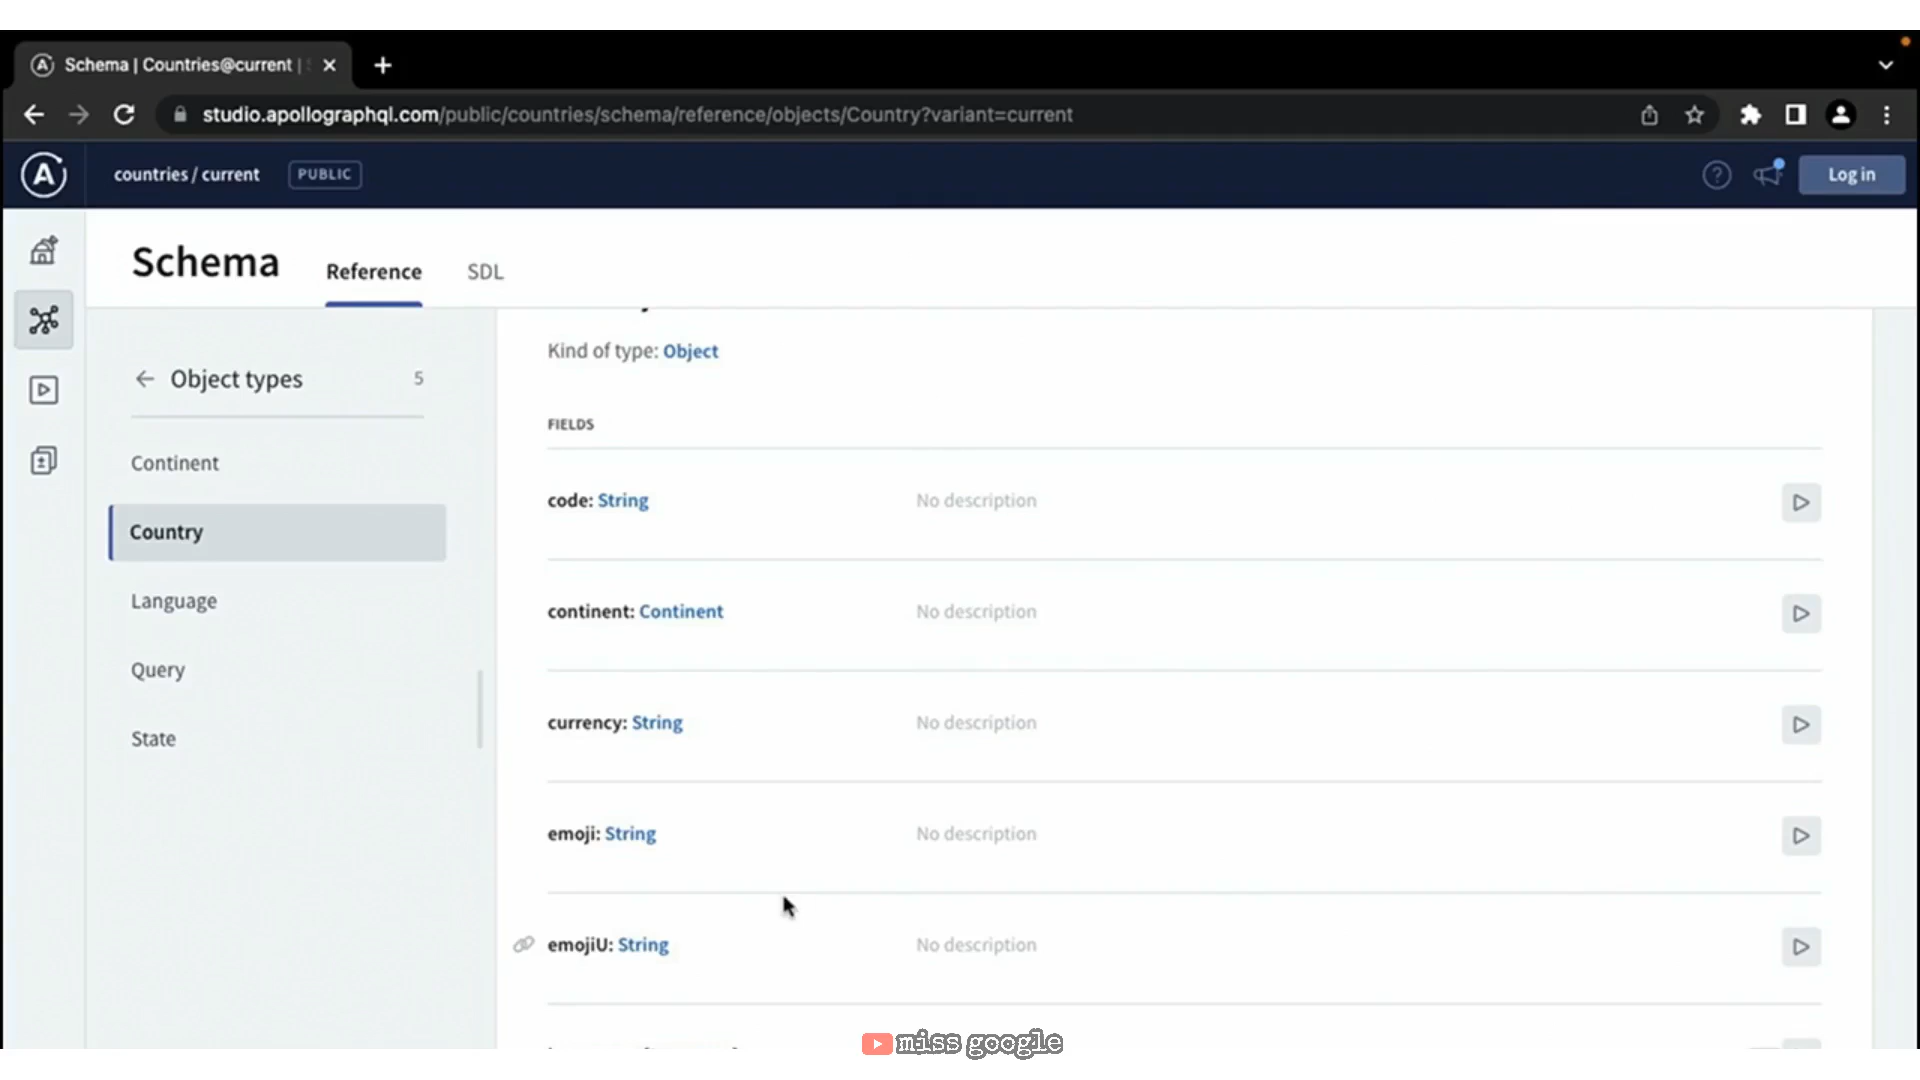 Schema | Countries@current |
studio.apollographql.com/public/countries/schema/reference/objects/Country?variant=current
countries / current PUBLIC
Log in
Schema Reference SDL
Object types 5
Continent
Country
Language
Query
State
Kind of type: Object
FIELDS
code: String No description
continent: Continent No description
currency: String No description
emoji: String No description
emojiU: String No description
miss google